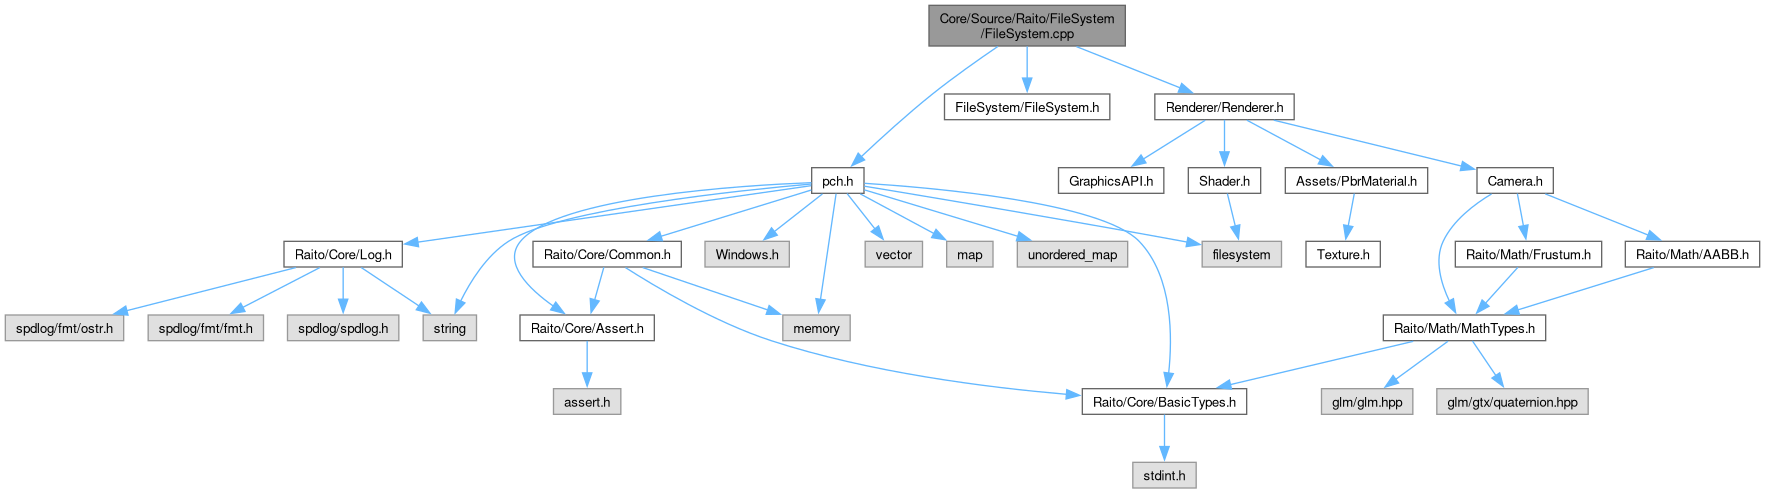 Core/Source/Raito/FileSystem
/FileSystem.cpp
FileSystem/FileSystem.h
Renderer/Renderer.h
pch.h
GraphicsAPI.h
Shader.h
Assets/PbrMaterial.h
Camera.h
Raito/Core/Log.h
Raito/Core/Common.h
Windows.h
vector
map
unordered_map
filesystem
Texture.h
Raito/Math/Frustum.h
Raito/Math/AABB.h
spdlog/fmt/ostr.h
spdlog/fmt/fmt.h
spdlog/spdlog.h
string
Raito/Core/Assert.h
memory
Raito/Math/MathTypes.h
assert.h
Raito/Core/BasicTypes.h
glm/glm.hpp
glm/gtx/quaternion.hpp
stdint.h